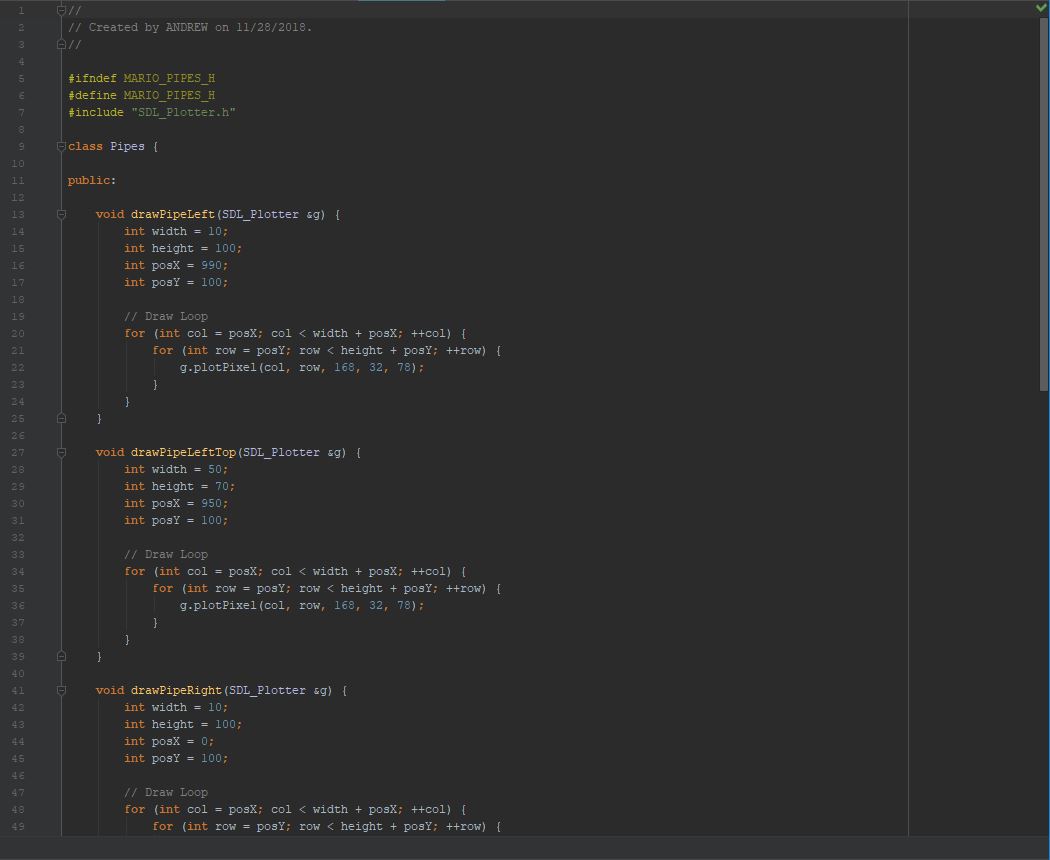 1 //
2 // Created by ANDREW on 11/28/2018.
3 //
4
5 #ifndef MARIO_PIPES_H
6 #define MARIO_PIPES_H
7 #include "SDL_Plotter.h"
8
9 class Pipes {
10
11 public:
12
13     void drawPipeLeft(SDL_Plotter &g) {
14         int width = 10;
15         int height = 100;
16         int posX = 990;
17         int posY = 100;
18
19         // Draw Loop
20         for (int col = posX; col < width + posX; ++col) {
21             for (int row = posY; row < height + posY; ++row) {
22                 g.plotPixel(col, row, 168, 32, 78);
23             }
24         }
25     }
26
27     void drawPipeLeftTop(SDL_Plotter &g) {
28         int width = 50;
29         int height = 70;
30         int posX = 950;
31         int posY = 100;
32
33         // Draw Loop
34         for (int col = posX; col < width + posX; ++col) {
35             for (int row = posY; row < height + posY; ++row) {
36                 g.plotPixel(col, row, 168, 32, 78);
37             }
38         }
39     }
40
41     void drawPipeRight(SDL_Plotter &g) {
42         int width = 10;
43         int height = 100;
44         int posX = 0;
45         int posY = 100;
46
47         // Draw Loop
48         for (int col = posX; col < width + posX; ++col) {
49             for (int row = posY; row < height + posY; ++row) {